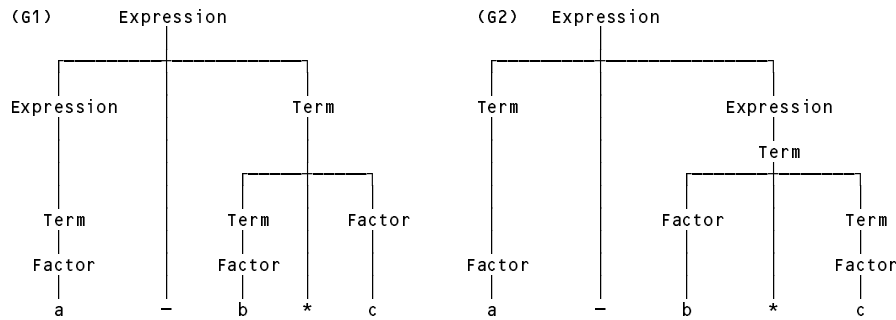 (G1) Expression (G2) Expression
Expression Term Term Expression
Term
Term Term Factor Factor Term
Factor Factor Factor Factor
a − b * c a − b * c